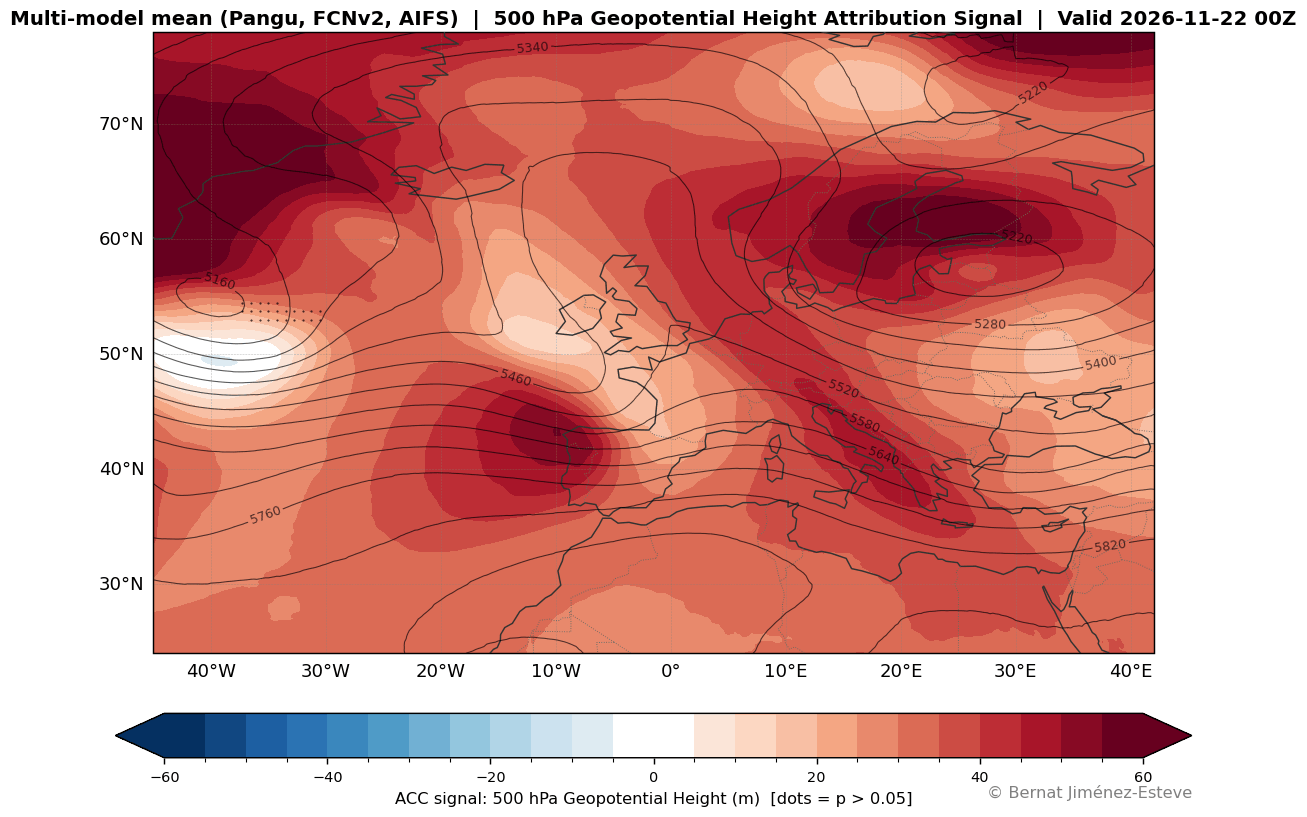 Multi-model mean (Pangu, FCNv2, AIFS)  |  500 hPa Geopotential Height Attribution Signal  |  Valid 2026-11-22 00Z
5340
5220
70°N
60°N
5220
5160
5280
50°N
5400
5460
5520
5580
5640
40°N
5760
5820
30°N
40°W 30°W 20°W 10°W 0° 10°E 20°E 30°E 40°E
−60 −40 −20 0 20 40 60
ACC signal: 500 hPa Geopotential Height (m)  [dots = p > 0.05]
© Bernat Jiménez-Esteve